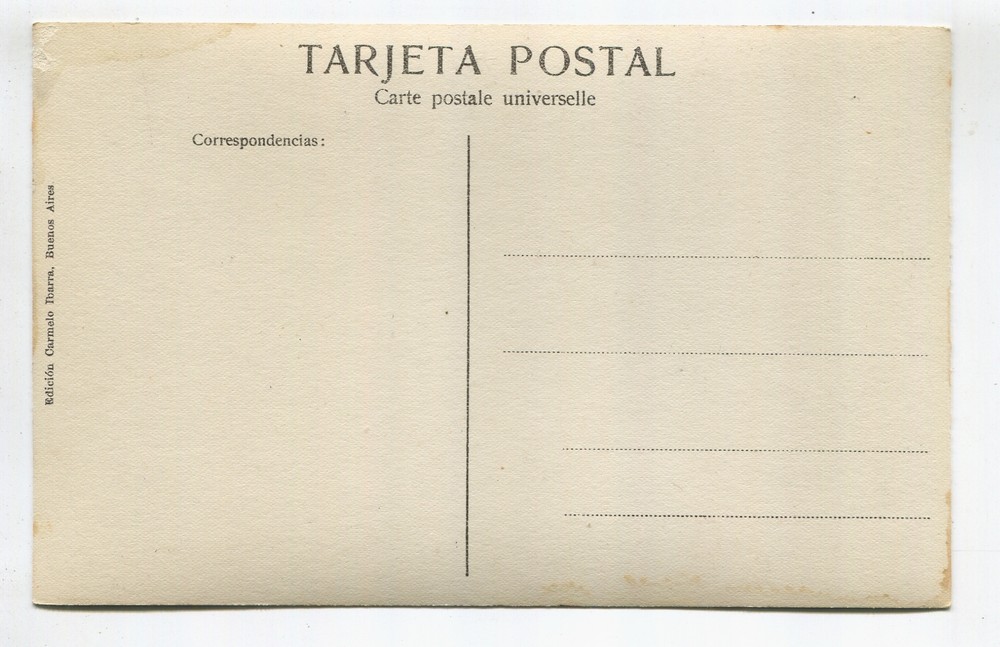 TARJETA POSTAL
Carte postale universelle
Correspondencias:
Edición Carmelo Ibarra, Buenos Aires